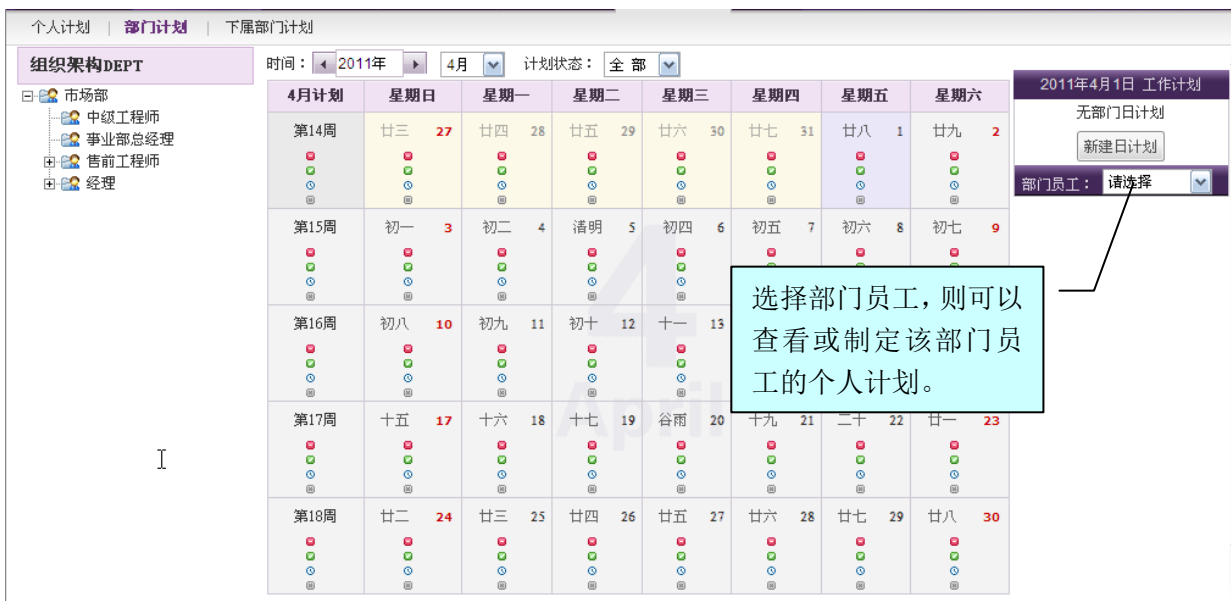 个人计划 | 部门计划 | 下属部门计划
组织架构DEPT
市场部
中级工程师
事业部总经理
售前工程师
经理
时间： 2011年 4月 计划状态： 全 部
4月计划 星期日 星期一 星期二 星期三 星期四 星期五 星期六
第14周 廿三 27 廿四 28 廿五 29 廿六 30 廿七 31 廿八 1 廿九 2
第15周 初一 3 初二 4 清明 5 初四 6 初五 7 初六 8 初七 9
第16周 初八 10 初九 11 初十 12 十一 13
第17周 十五 17 十六 18 十七 19 谷雨 20 十九 21 二十 22 廿一 23
第18周 廿二 24 廿三 25 廿四 26 廿五 27 廿六 28 廿七 29 廿八 30
4
April
2011年4月1日 工作计划
无部门日计划
新建日计划
部门员工： 请选择
选择部门员工，则可以
查看或制定该部门员
工的个人计划。